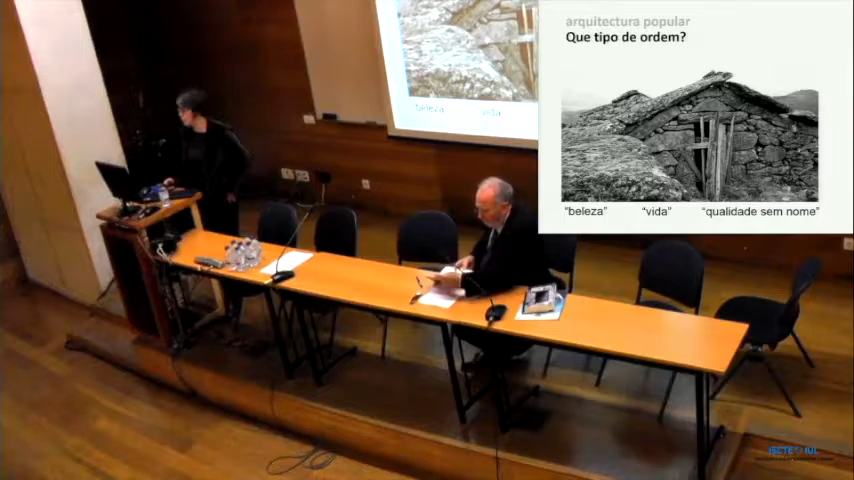 arquitectura popular
Que tipo de ordem?
“beleza” “vida” “qualidade sem nome”
beleza vida
ISCTE IUL